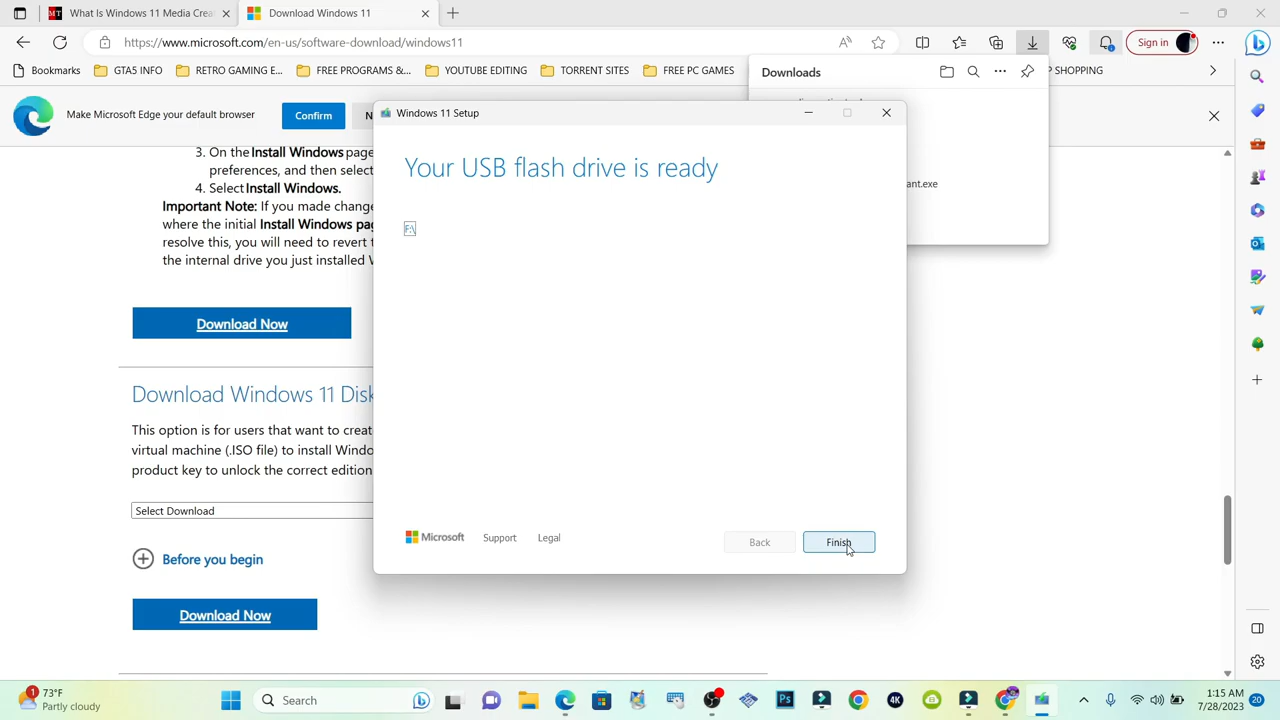 What Is Windows 11 Media Crea
Download Windows 11
https://www.microsoft.com/en-us/software-download/windows11
Sign in
Bookmarks
GTA5 INFO
RETRO GAMING E...
FREE PROGRAMS &...
YOUTUBE EDITING
TORRENT SITES
FREE PC GAMES
SHOPPING
Downloads
ant.exe
Make Microsoft Edge your default browser
Confirm
N
Windows 11 Setup
Your USB flash drive is ready
F:\
Microsoft
Support
Legal
Back
Finish
3. On the Install Windows page
preferences, and then select
4. Select Install Windows.
Important Note: If you made change
where the initial Install Windows pag
resolve this, you will need to revert t
the internal drive you just installed W
Download Now
Download Windows 11 Disk
This option is for users that want to creat
virtual machine (.ISO file) to install Windo
product key to unlock the correct edition
Select Download
Before you begin
Download Now
1
73°F
Partly cloudy
Search
Ps
4K
1:15 AM
7/28/2023
20